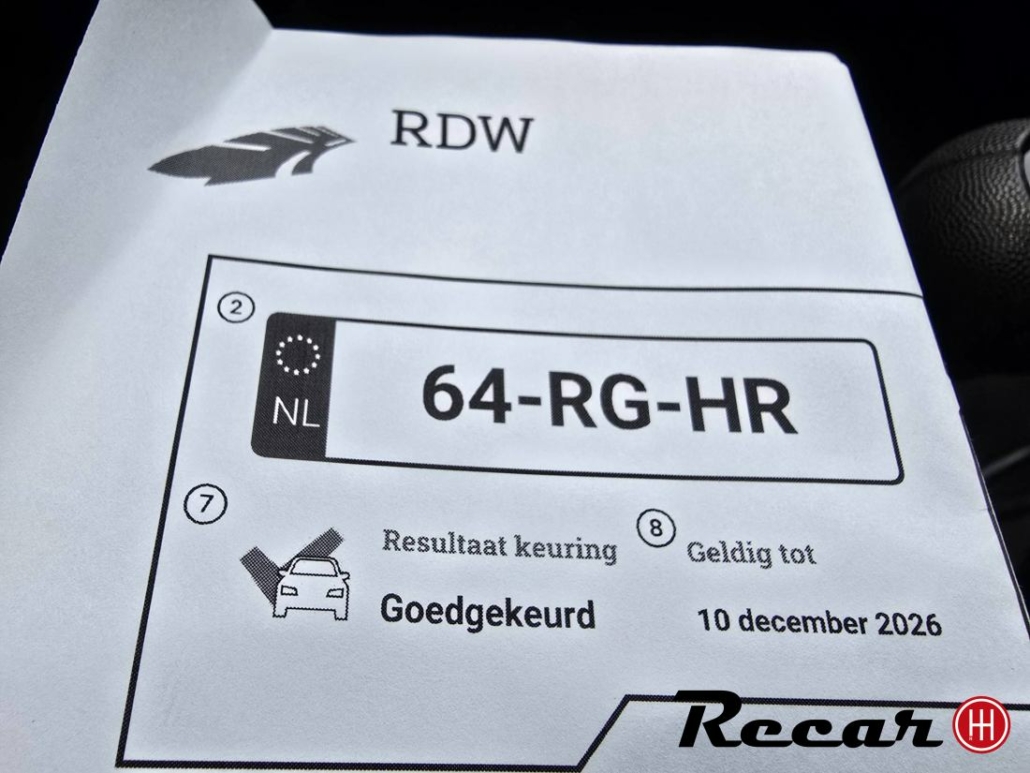 RDW
2
NL
64-RG-HR
7
Resultaat keuring
8
Geldig tot
Goedgekeurd
10 december 2026
Recar